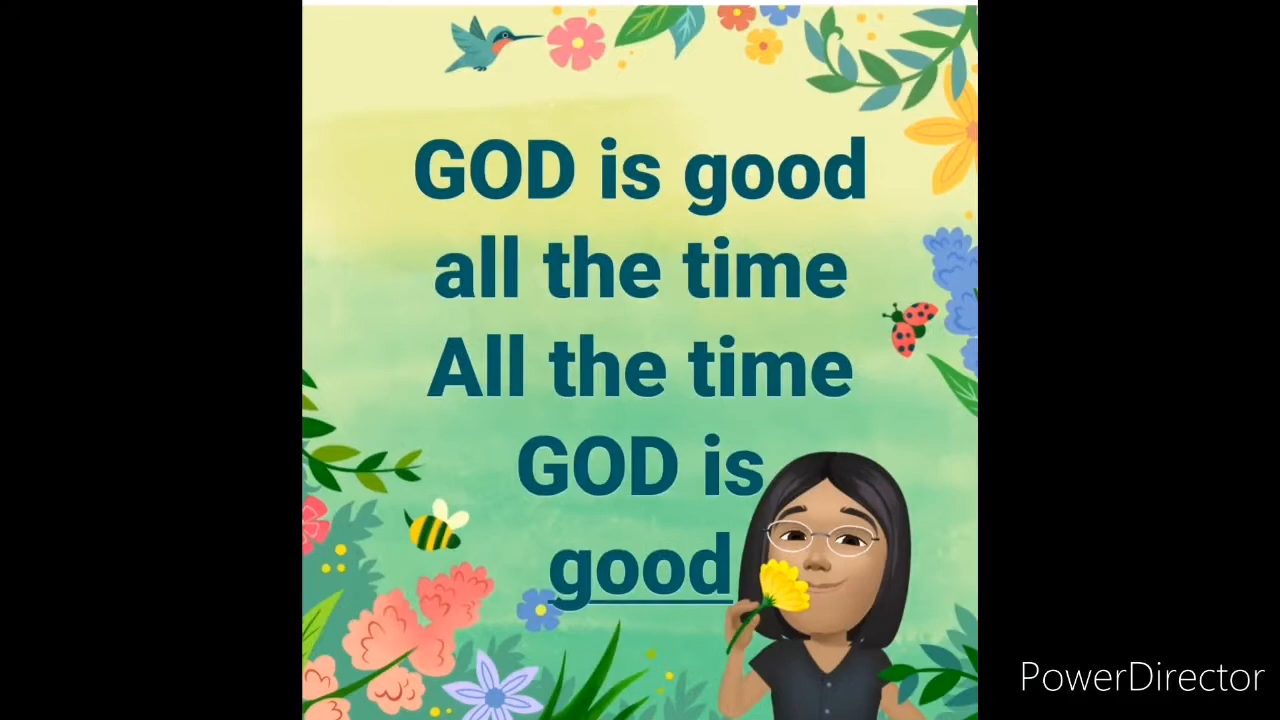 GOD is good
all the time
All the time
GOD is
good
PowerDirector